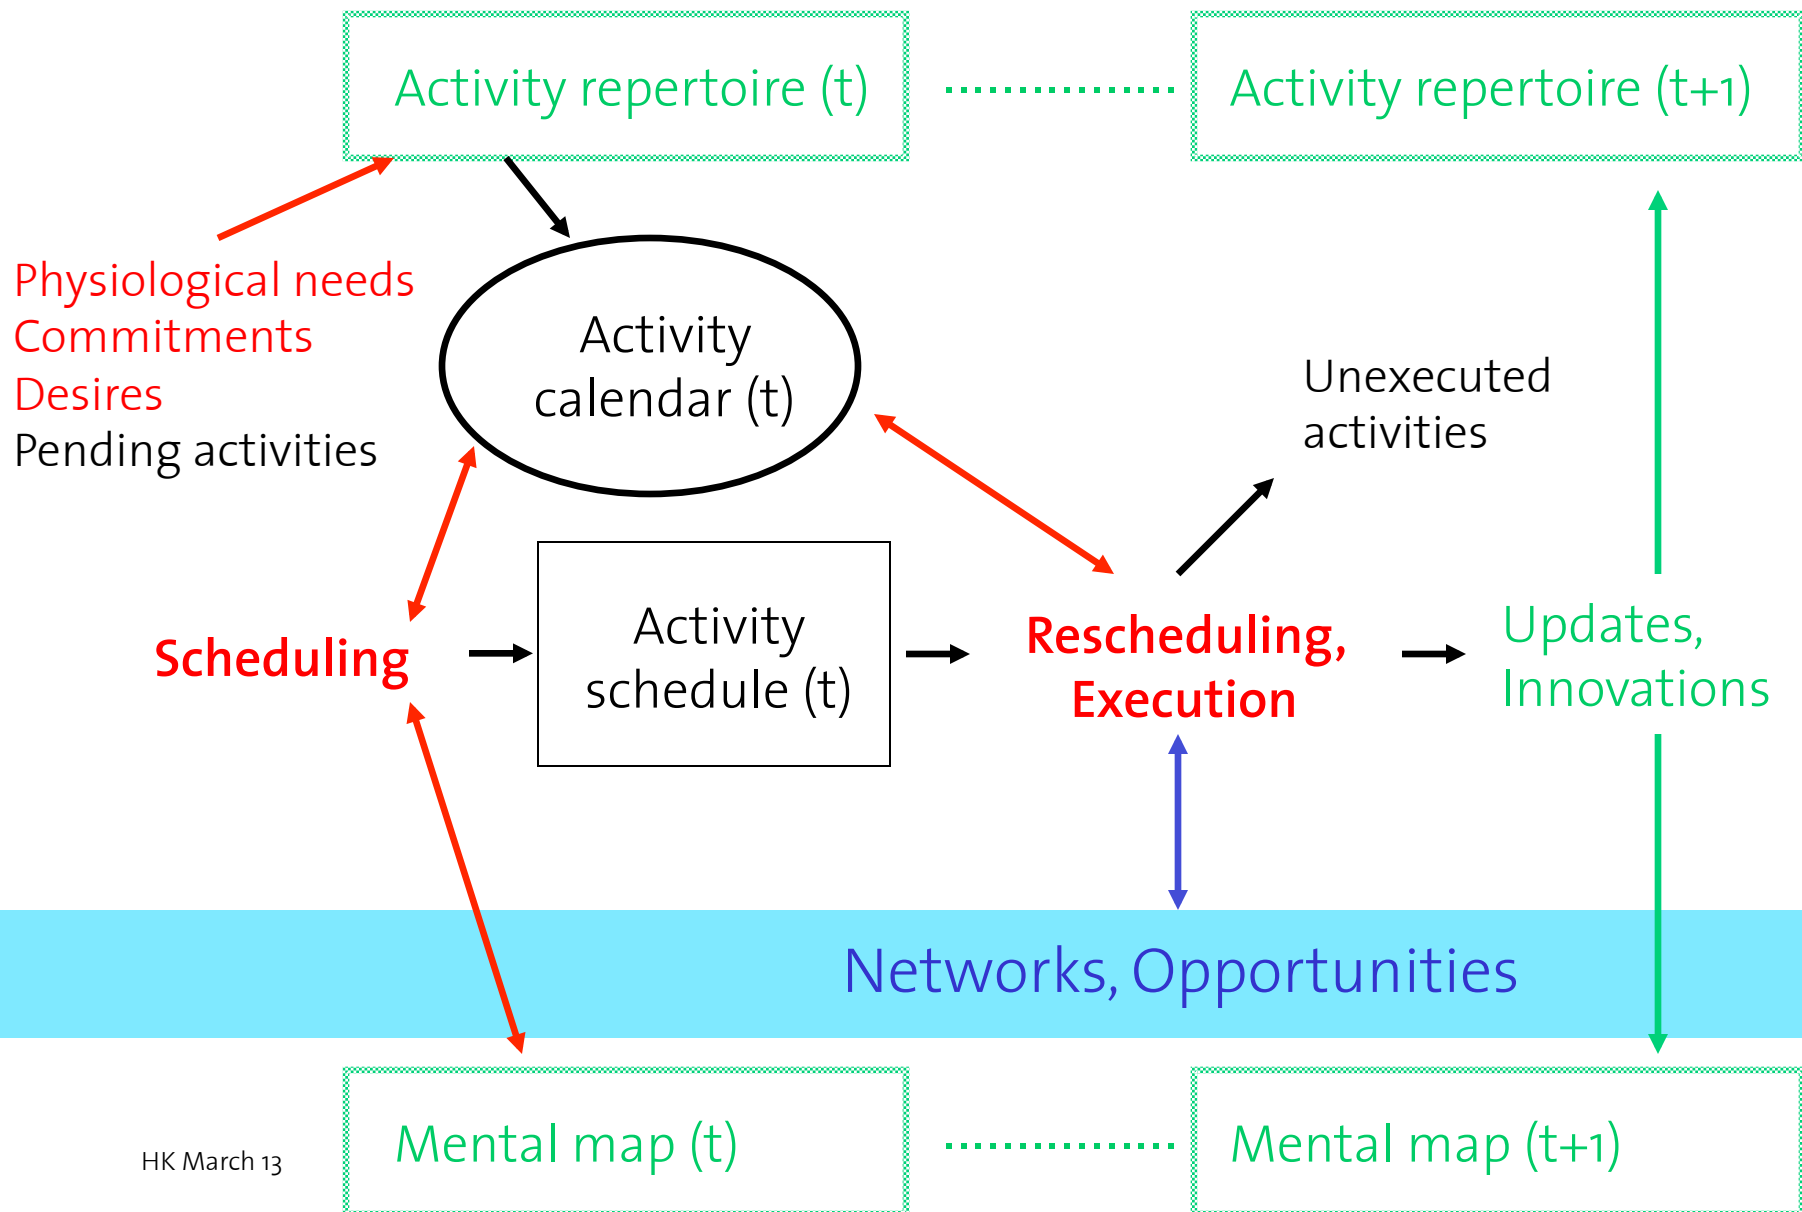 Activity repertoire (t)
Activity repertoire (t+1)
Physiological needs
Commitments
Desires
Pending activities
Activity
calendar (t)
Unexecuted
activities
Scheduling
Activity
schedule (t)
Rescheduling,
Execution
Updates,
Innovations
Networks, Opportunities
Mental map (t)
Mental map (t+1)
HK March 13